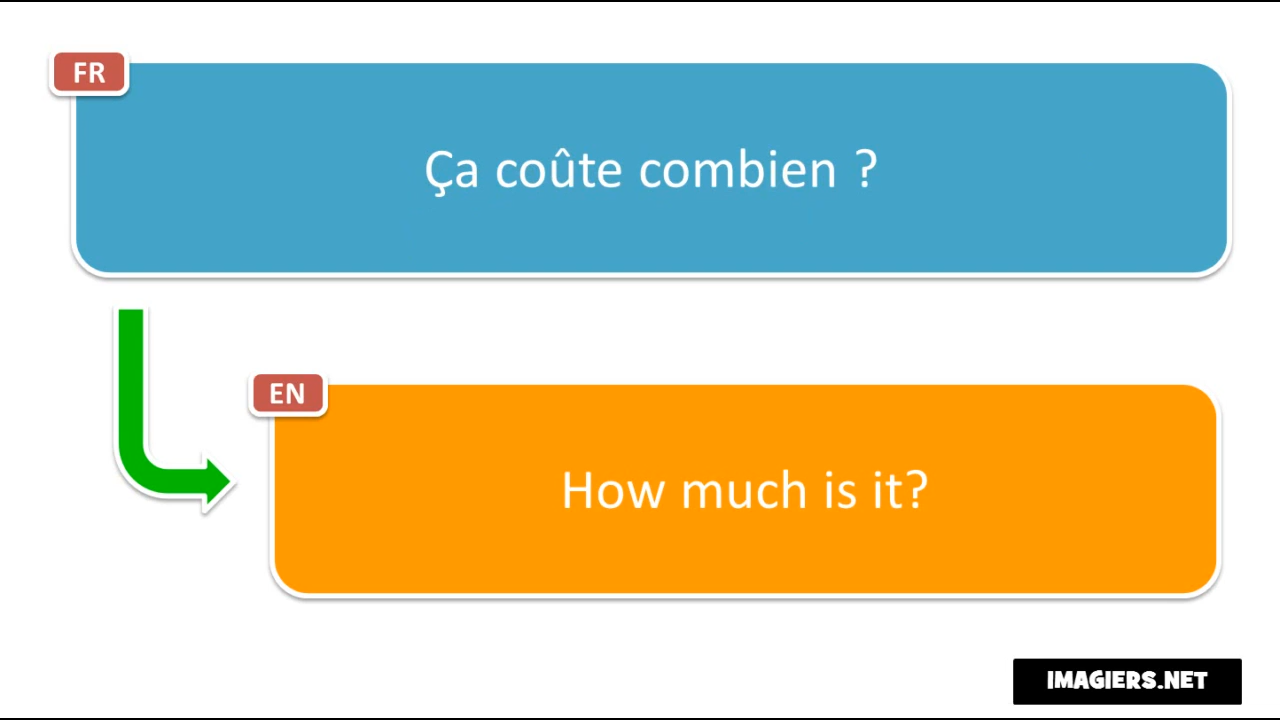 FR
Ça coûte combien ?
EN
How much is it?
IMAGIERS.NET